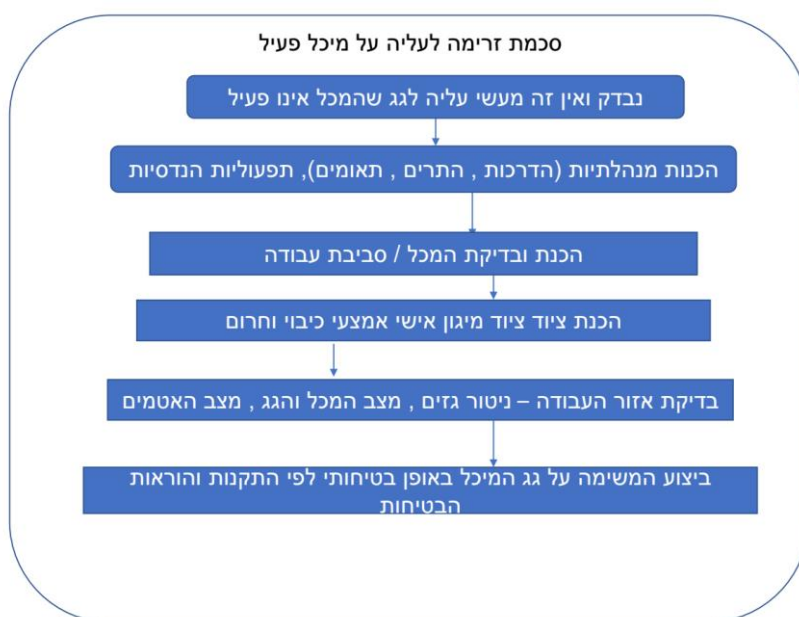 סכמת זרימה לעליה על מיכל פעיל
נבדק ואין זה מעשי עליה לגג שהמכל אינו פעיל
הכנות מנהלתיות (הדרכות , התרים , תאומים), תפעוליות הנדסיות
הכנת ובדיקת המכל / סביבת עבודה
הכנת ציוד ציוד מיגון אישי אמצעי כיבוי וחרום
בדיקת אזור העבודה – ניטור גזים , מצב המכל והגג , מצב האטמים
ביצוע המשימה על גג המיכל באופן בטיחותי לפי התקנות והוראות
הבטיחות